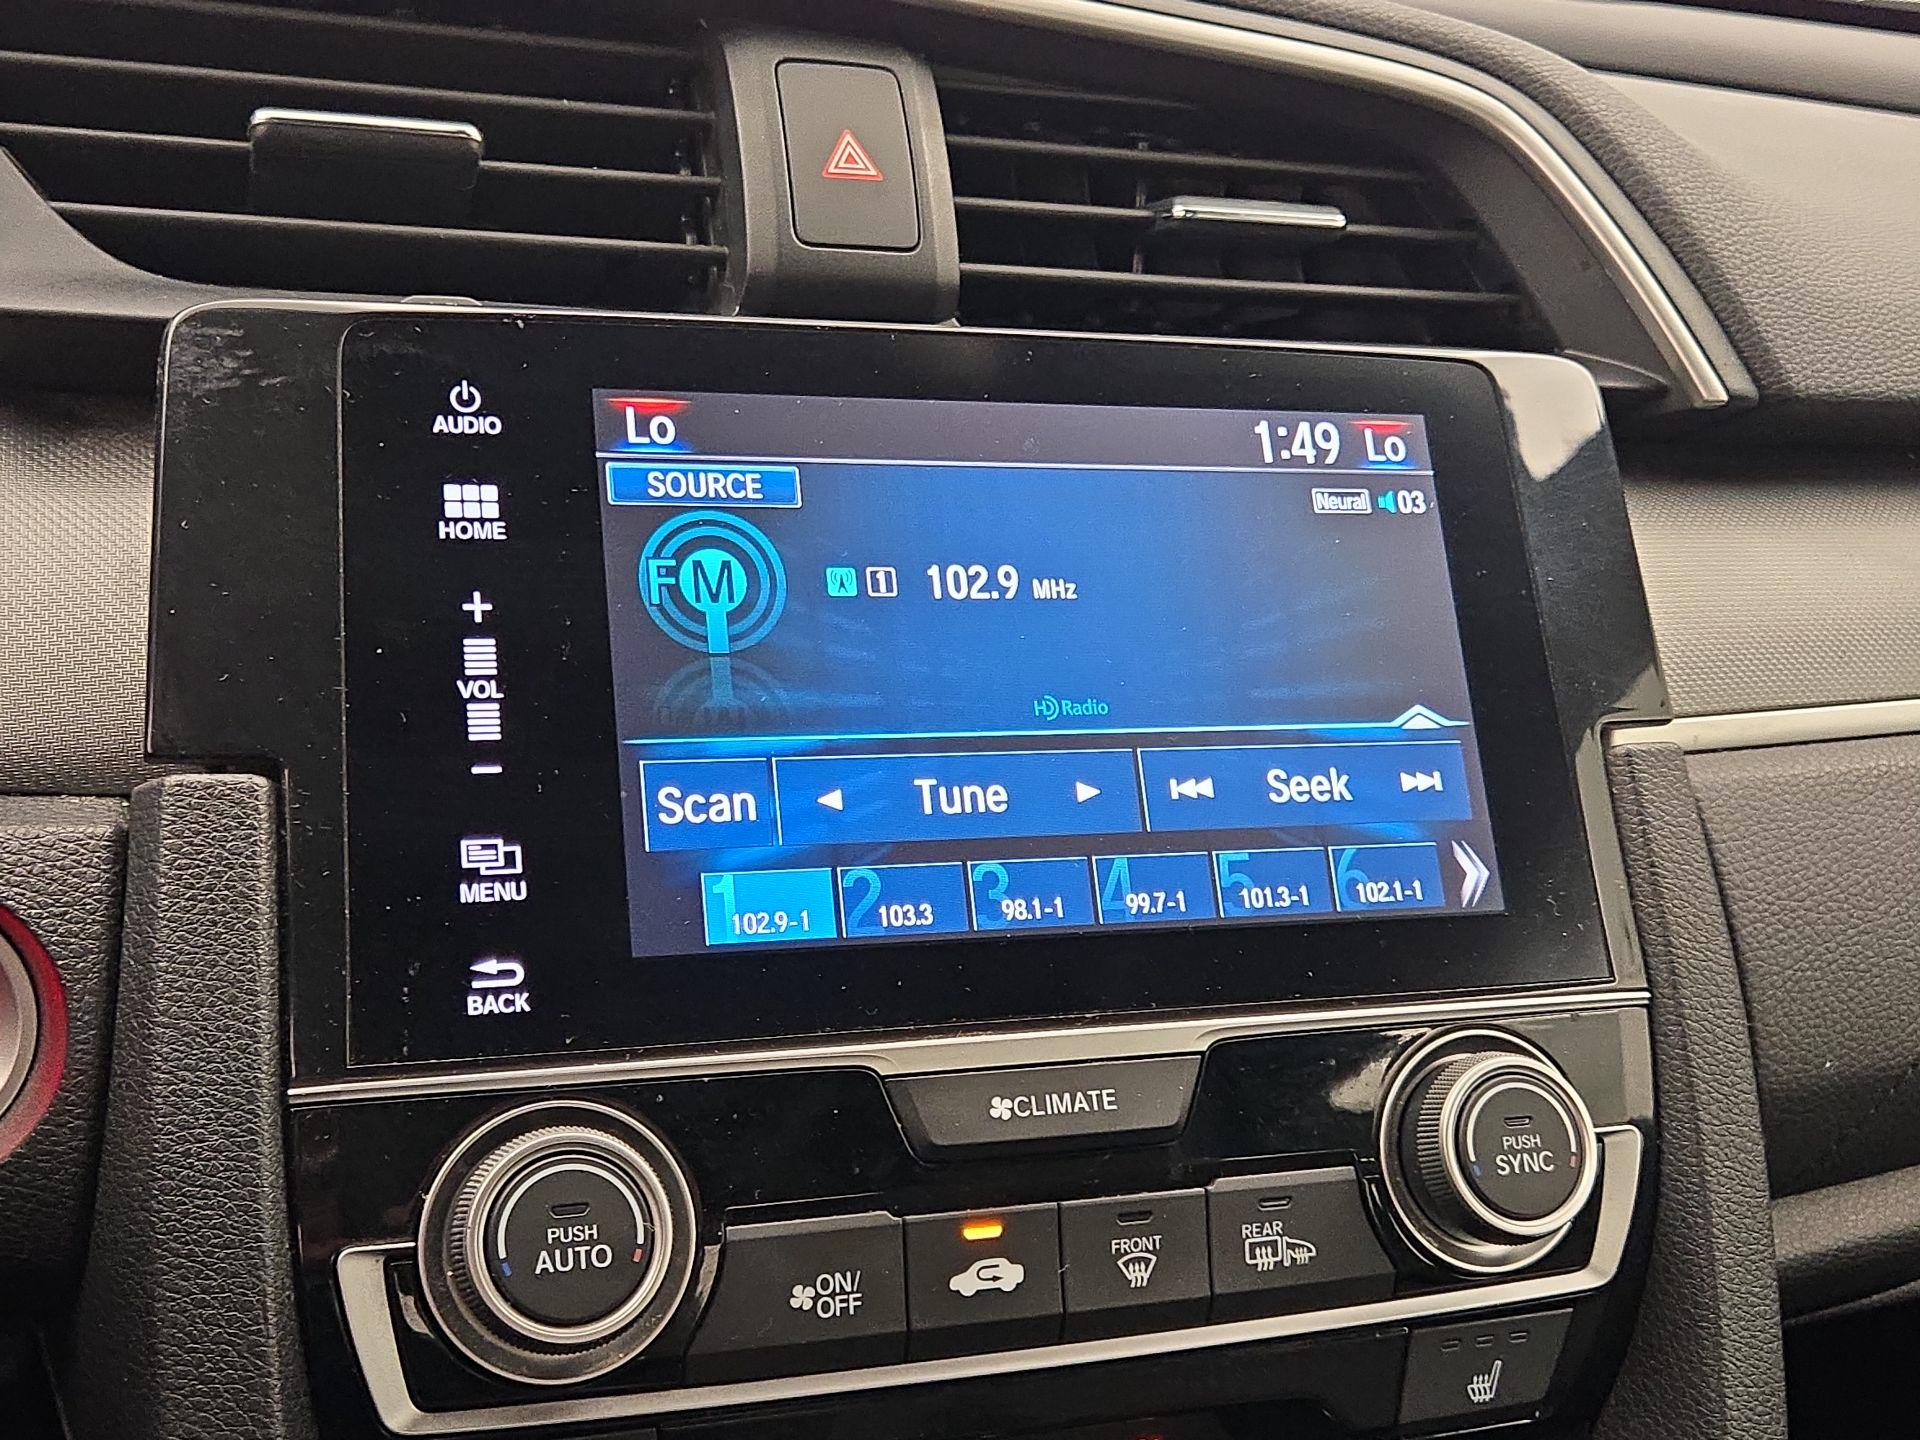 AUDIO
HOME
+
VOL
-
MENU
BACK
Lo
1:49 Lo
SOURCE
Neural 03
FM
1 102.9 MHz
HD Radio
Scan
Tune
Seek
1 102.9-1
2 103.3
3 98.1-1
4 99.7-1
5 101.3-1
6 102.1-1
CLIMATE
PUSH
AUTO
ON/
OFF
FRONT
REAR
PUSH
SYNC